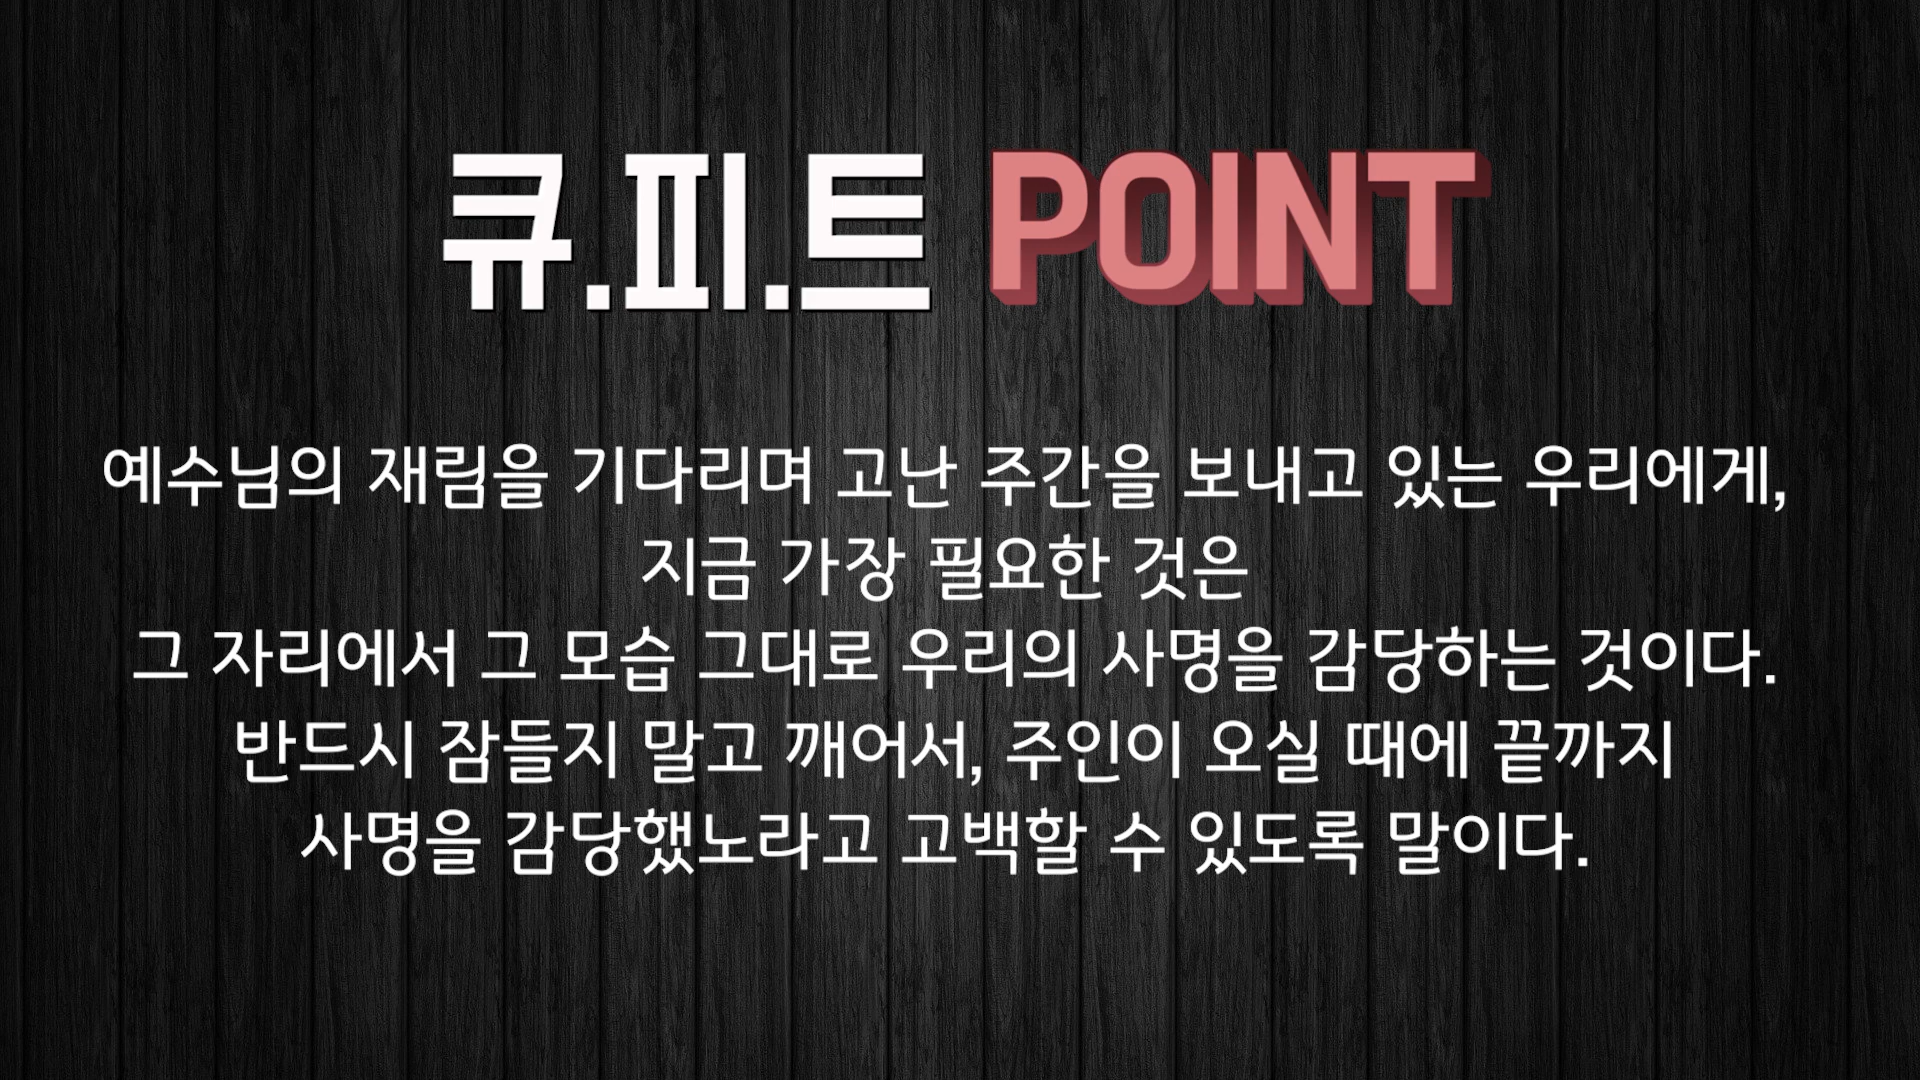 큐.피.트 POINT
예수님의 재림을 기다리며 고난 주간을 보내고 있는 우리에게,
지금 가장 필요한 것은
그 자리에서 그 모습 그대로 우리의 사명을 감당하는 것이다.
반드시 잠들지 말고 깨어서, 주인이 오실 때에 끝까지
사명을 감당했노라고 고백할 수 있도록 말이다.